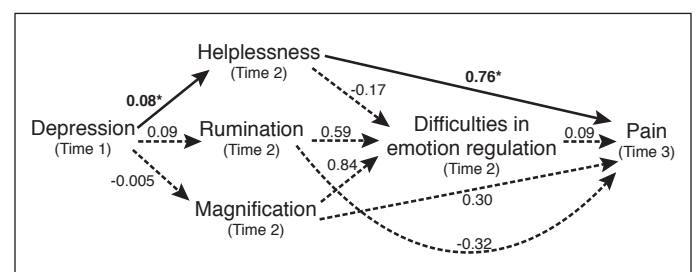 Helplessness
(Time 2)
0.76*
0.08*
-0.17
Depression
(Time 1)
0.09
Rumination
(Time 2)
0.59
Difficulties in
emotion regulation
(Time 2)
0.09
Pain
(Time 3)
-0.005
0.84
Magnification
(Time 2)
0.30
-0.32